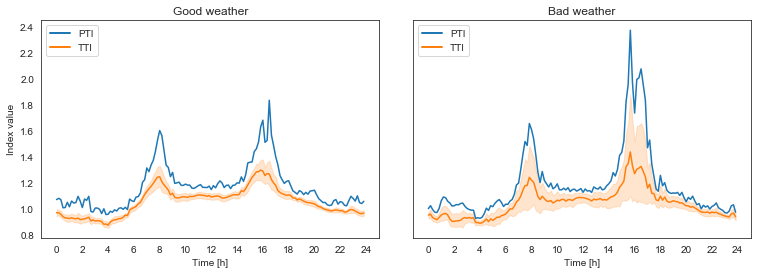 Good weather
PTI
TTI
Index value
2.4
2.2
2.0
1.8
1.6
1.4
1.2
1.0
0.8
0 2 4 6 8 10 12 14 16 18 20 22 24
Time [h]
Bad weather
PTI
TTI
0 2 4 6 8 10 12 14 16 18 20 22 24
Time [h]